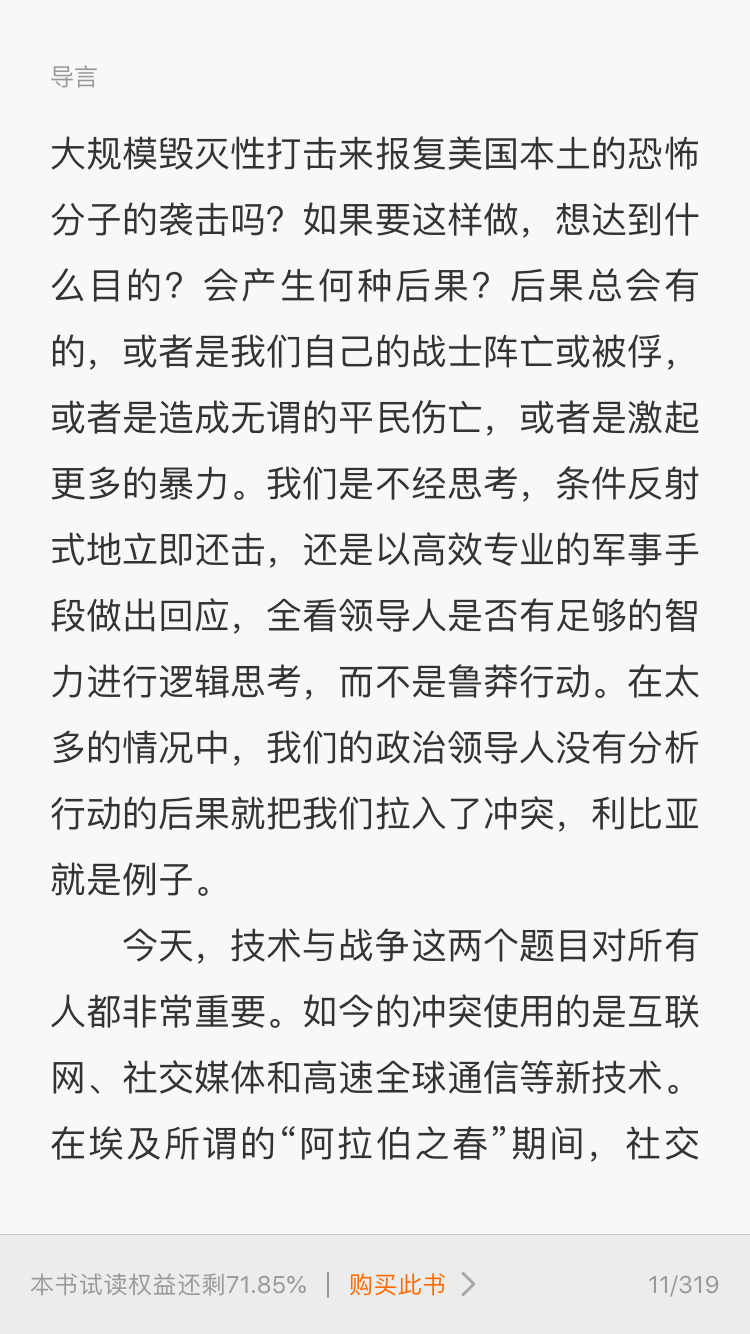 导言
大规模毁灭性打击来报复美国本土的恐怖
分子的袭击吗？如果要这样做，想达到什
么目的？会产生何种后果？后果总会有
的，或者是我们自己的战士阵亡或被俘，
或者是造成无谓的平民伤亡，或者是激起
更多的暴力。我们是不经思考，条件反射
式地立即还击，还是以高效专业的军事手
段做出回应，全看领导人是否有足够的智
力进行逻辑思考，而不是鲁莽行动。在太
多的情况中，我们的政治领导人没有分析
行动的后果就把我们拉入了冲突，利比亚
就是例子。
今天，技术与战争这两个题目对所有
人都非常重要。如今的冲突使用的是互联
网、社交媒体和高速全球通信等新技术。
在埃及所谓的“阿拉伯之春”期间，社交
本书试读权益还剩71.85% | 购买此书 > 11/319